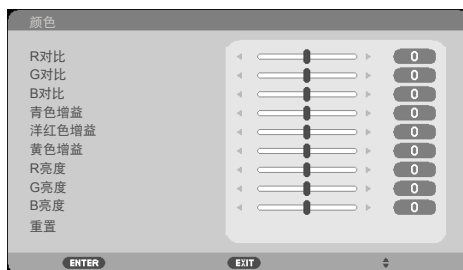 颜色
R对比 0
G对比 0
B对比 0
青色增益 0
洋红色增益 0
黄色增益 0
R亮度 0
G亮度 0
B亮度 0
重置
ENTER EXIT